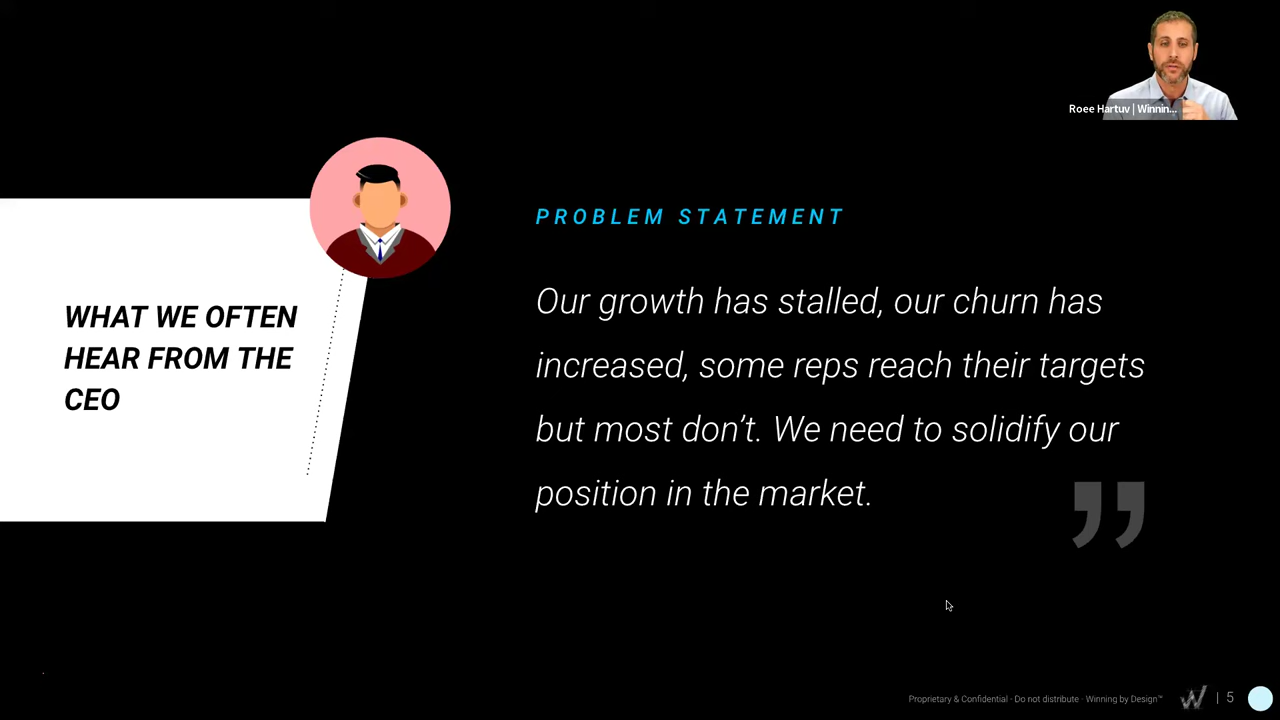 Roee Hartuv | Winnin...
WHAT WE OFTEN
HEAR FROM THE
CEO
PROBLEM STATEMENT
Our growth has stalled, our churn has
increased, some reps reach their targets
but most don’t. We need to solidify our
position in the market.
”
Proprietary & Confidential · Do not distribute · Winning by Design™ | 5